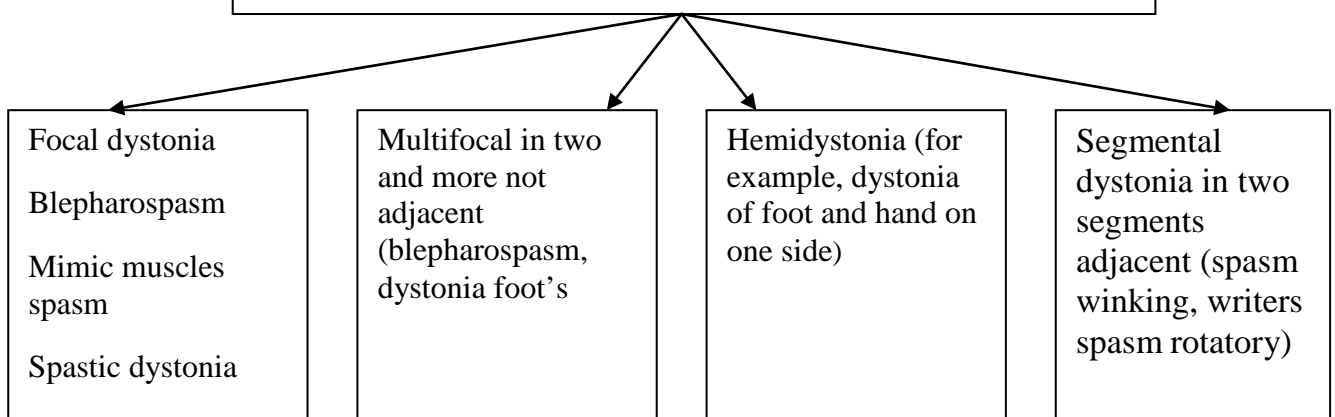 Focal dystonia
Blepharospasm
Mimic muscles
spasm
Spastic dystonia
Multifocal in two
and more not
adjacent
(blepharospasm,
dystonia foot’s
Hemidystonia (for
example, dystonia
of foot and hand on
one side)
Segmental
dystonia in two
segments
adjacent (spasm
winking, writers
spasm rotatory)